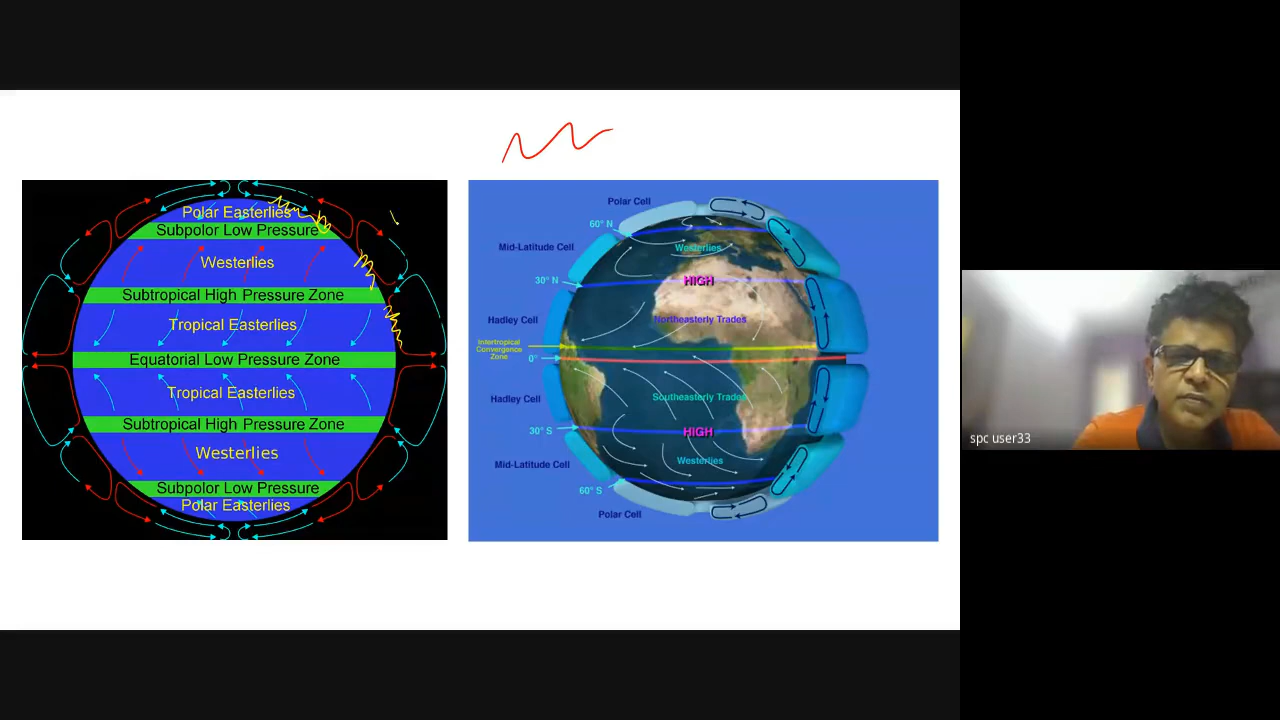 Polar Easterlies
Subpolor Low Pressure
Westerlies
Subtropical High Pressure Zone
Tropical Easterlies
Equatorial Low Pressure Zone
Tropical Easterlies
Subtropical High Pressure Zone
Westerlies
Subpolor Low Pressure
Polar Easterlies
Polar Cell
60° N
Mid-Latitude Cell
Westerlies
30° N
HIGH
Hadley Cell
Northeasterly Trades
Intertropical
Convergence
Zone
0°
Hadley Cell
Southeasterly Trades
30° S
HIGH
Mid-Latitude Cell
Westerlies
60° S
Polar Cell
spc user33